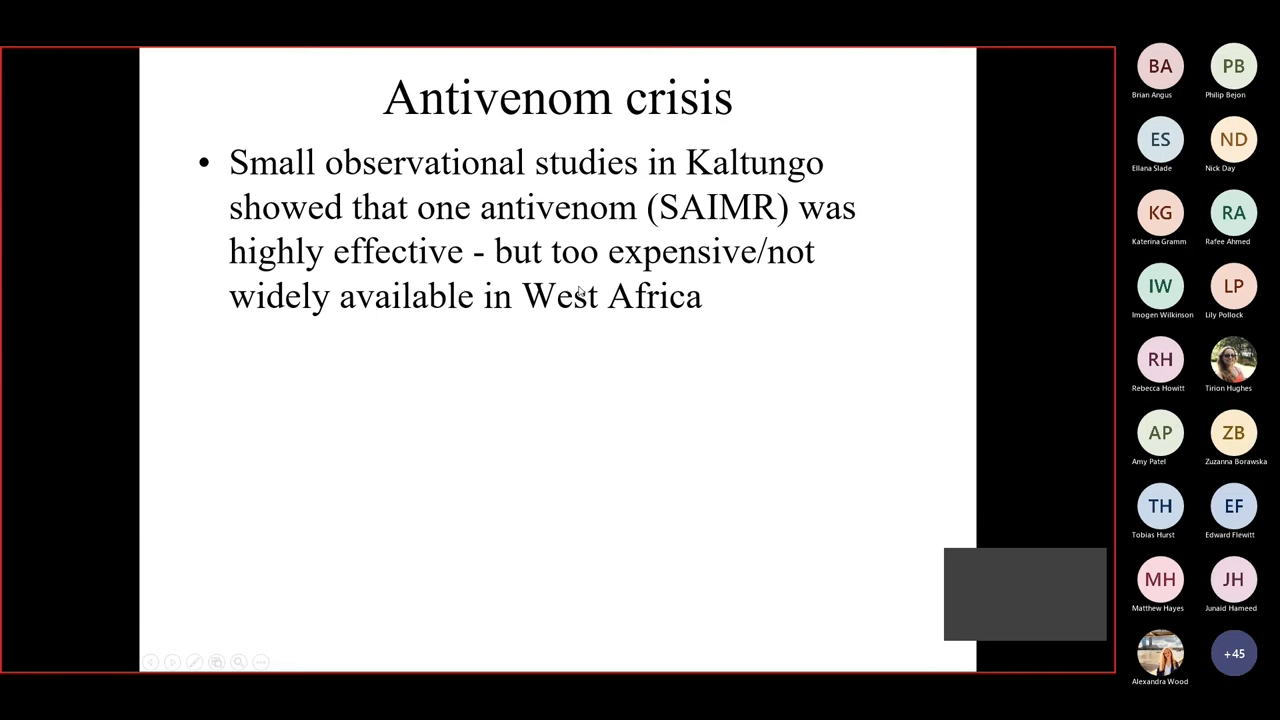 Antivenom crisis
• Small observational studies in Kaltungo
showed that one antivenom (SAIMR) was
highly effective - but too expensive/not
widely available in West Africa
BA
Brian Angus
PB
Philip Bejon
ES
Ellana Slade
ND
Nick Day
KG
Katerina Gramm
RA
Rafee Ahmed
IW
Imogen Wilkinson
LP
Lily Pollock
RH
Rebecca Howitt
Tirion Hughes
AP
Amy Patel
ZB
Zuzanna Borawska
TH
Tobias Hurst
EF
Edward Flewitt
MH
Matthew Hayes
JH
Junaid Hameed
Alexandra Wood
+45